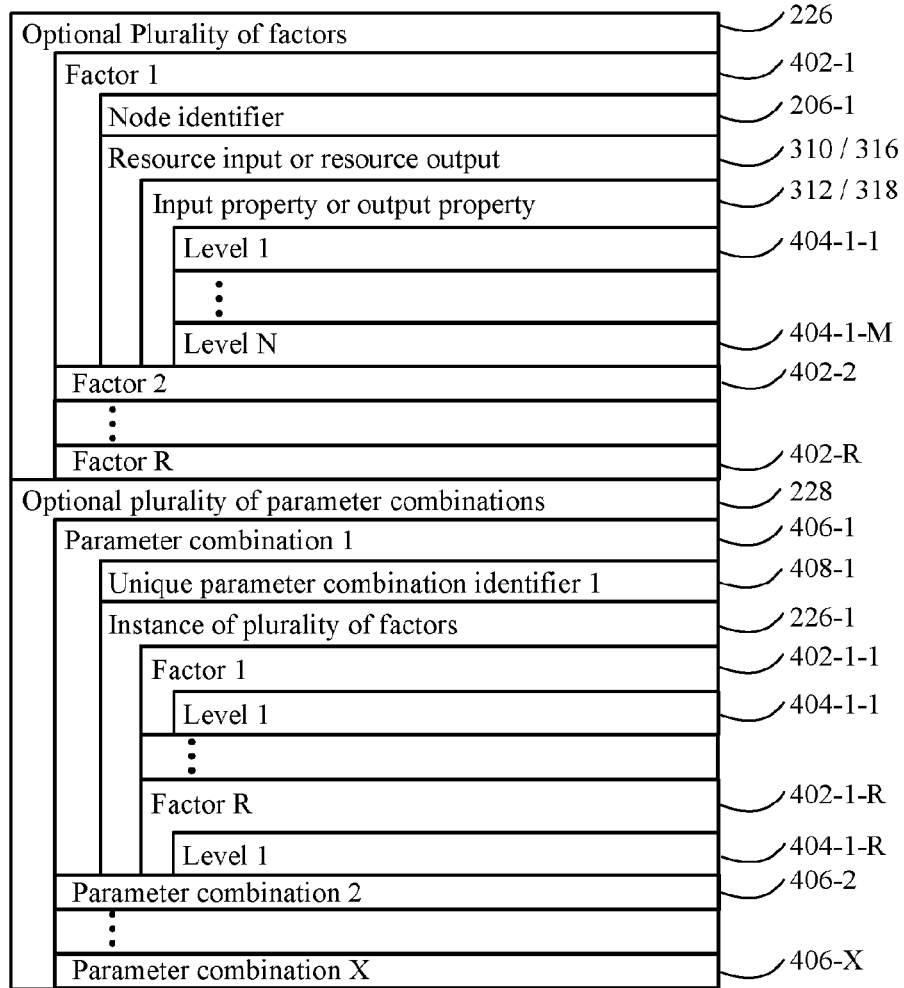 Optional Plurality of factors 226
Factor 1 402-1
Node identifier 206-1
Resource input or resource output 310 / 316
Input property or output property 312 / 318
Level 1 404-1-1
Level N 404-1-M
Factor 2 402-2
Factor R 402-R
Optional plurality of parameter combinations 228
Parameter combination 1 406-1
Unique parameter combination identifier 1 408-1
Instance of plurality of factors 226-1
Factor 1 402-1-1
Level 1 404-1-1
Factor R 402-1-R
Level 1 404-1-R
Parameter combination 2 406-2
Parameter combination X 406-X